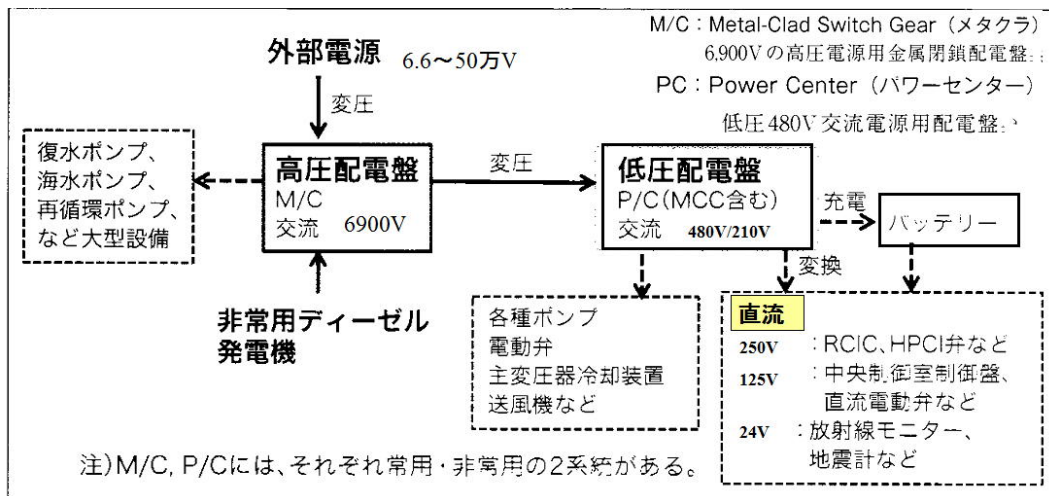 M/C：Metal-Clad Switch Gear（メタクラ）
6,900Vの高圧電源用金属閉鎖配電盤
PC：Power Center（パワーセンター）
低圧480V交流電源用配電盤
外部電源 6.6～50万V
変圧
復水ポンプ、
海水ポンプ、
再循環ポンプ、
など大型設備
高圧配電盤
M/C
交流 6900V
変圧
低圧配電盤
P/C(MCC含む)
交流 480V/210V
充電
バッテリー
変換
非常用ディーゼル
発電機
各種ポンプ
電動弁
主変圧器冷却装置
送風機など
直流
250V ：RCIC、HPCI弁など
125V ：中央制御室制御盤、
直流電動弁など
24V ：放射線モニター、
地震計など
注)M/C, P/Cには、それぞれ常用・非常用の2系統がある。